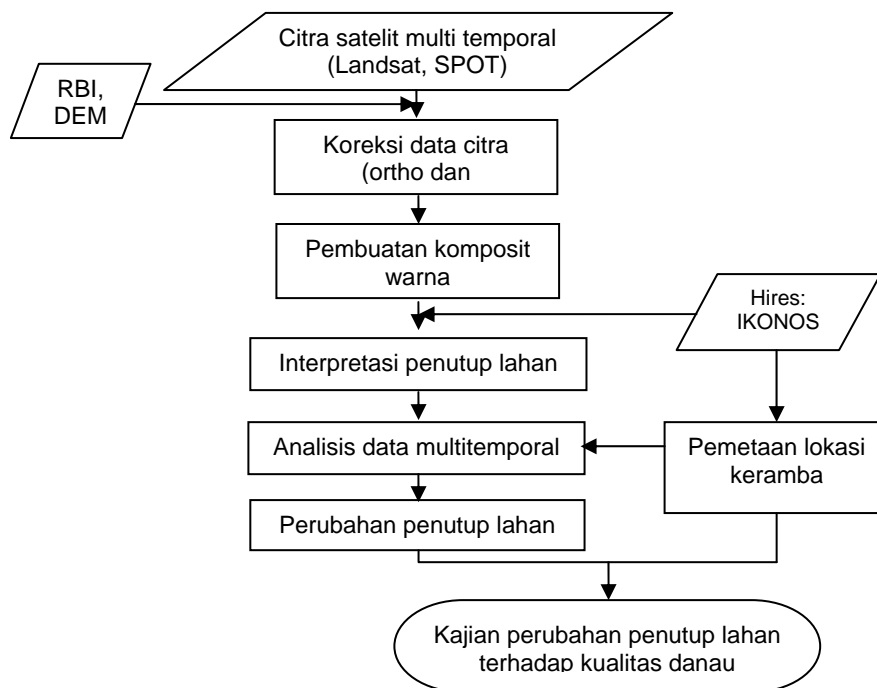 Citra satelit multi temporal
(Landsat, SPOT)
RBI,
DEM
Koreksi data citra
(ortho dan
Pembuatan komposit
warna
Hires:
IKONOS
Interpretasi penutup lahan
Analisis data multitemporal
Pemetaan lokasi
keramba
Perubahan penutup lahan
Kajian perubahan penutup lahan
terhadap kualitas danau